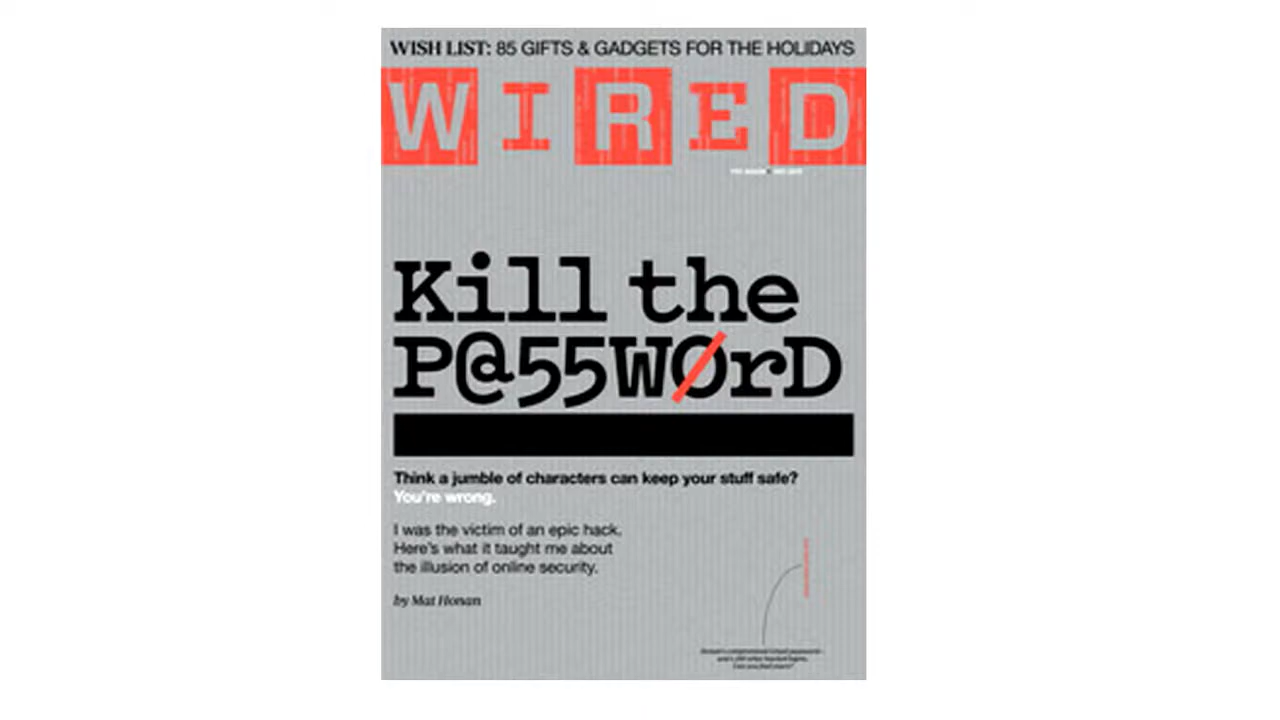 WISH LIST: 85 GIFTS & GADGETS FOR THE HOLIDAYS
WIRED
Kill the
P@55W0rD
Think a jumble of characters can keep your stuff safe?
You're wrong.
I was the victim of an epic hack.
Here's what it taught me about
the illusion of online security.
by Mat Honan